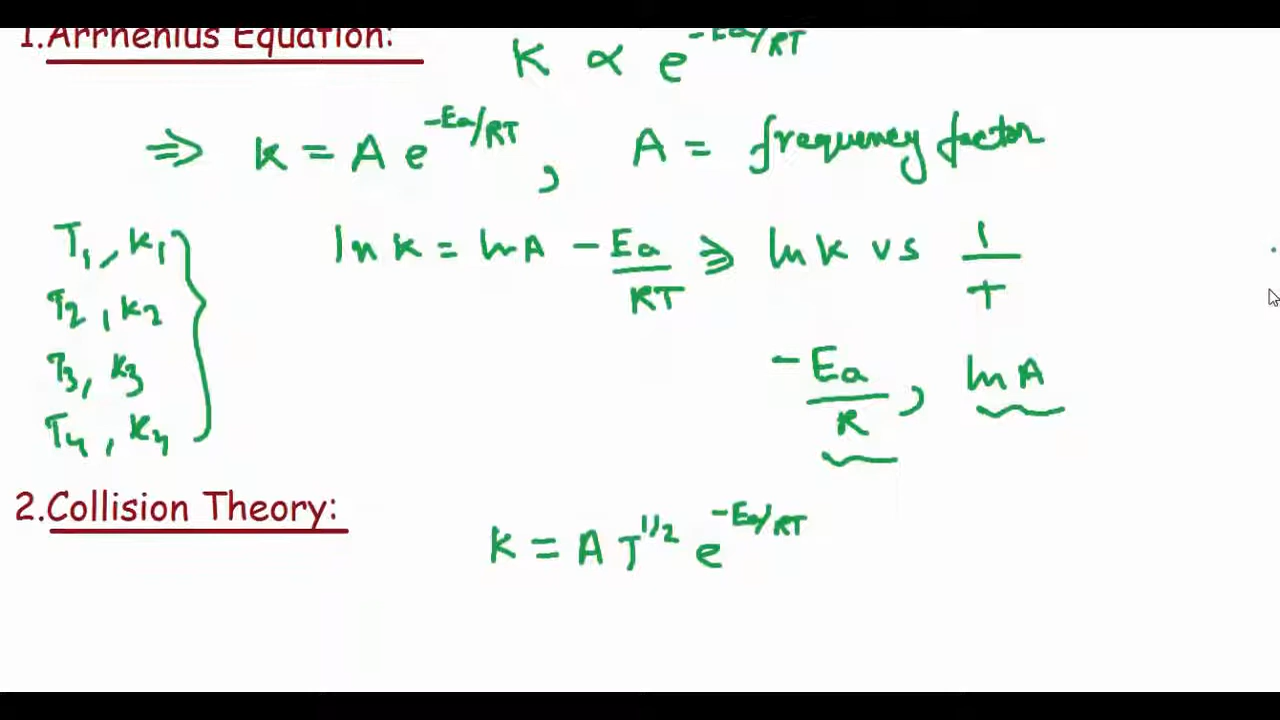 1.Arrhenius Equation:
K ∝ e^{-Ea/RT}
⇒ K = A e^{-Ea/RT}, A = frequency factor
T1, K1
ln K = ln A - Ea/RT ⇒ ln K vs 1/T
T2, K2
T3, K3
-Ea/R, ln A
T4, K4
2.Collision Theory:
K = A T^{1/2} e^{-Ea/RT}